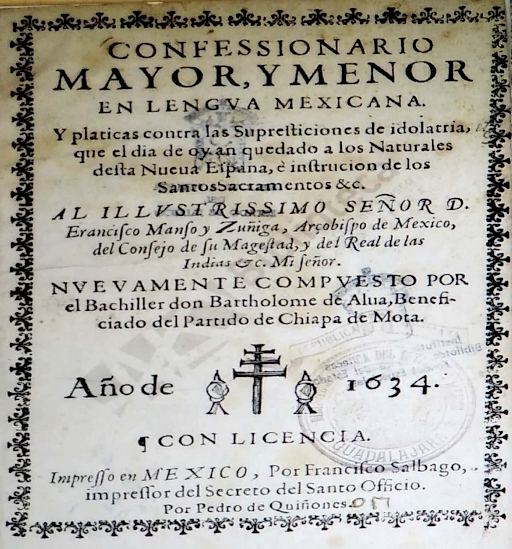 CONFESSIONARIO
MAYOR, Y MENOR
EN LENGVA MEXICANA.
Y platicas contra las Supresticiones de idolatria,
que el dia de oy an quedado a los Naturales
desta Nueua Espana, è instrucion de los
Santos Sacramentos &c.
AL ILLVSTRISSIMO SEÑOR D.
Francisco Manso y Zuñiga, Arçobispo de Mexico,
del Consejo de su Magestad, y del Real de las
Indias &c. Mi señor.
NVEVAMENTE COMPVESTO POR
el Bachiller don Bartholome de Alua, Benefi-
ciado del Partido de Chiapa de Mota.
Año de 1634.
¶ CON LICENCIA.
Impresso en MEXICO, Por Francisco Salbago,
impressor del Secreto del Santo Officio.
Por Pedro de Quiñones.
GUADALAJARA